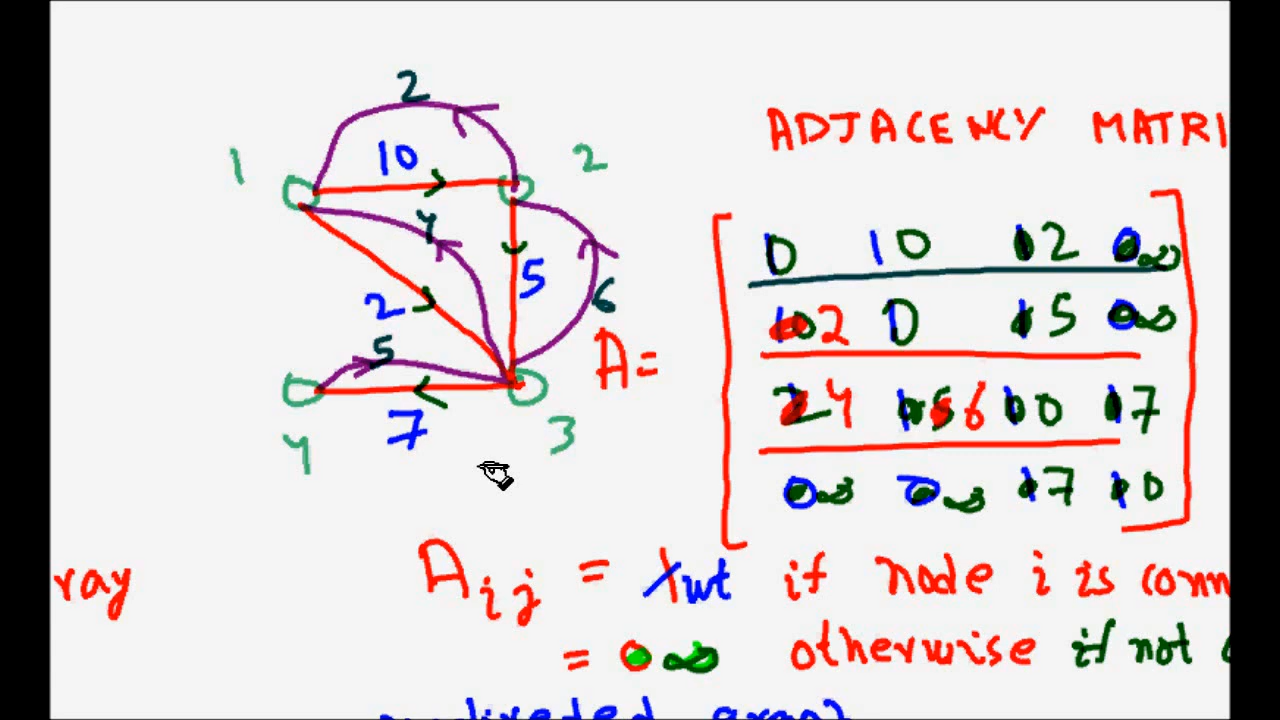 2
10
1
2
ADJACENCY MATRI
4
5
2
6
5
7
4
3
A=
0 10 2 ∞
2 0 5 ∞
4 6 0 7
∞ ∞ 7 0
ray
Aij = wt if node i is conn
= ∞ otherwise if not